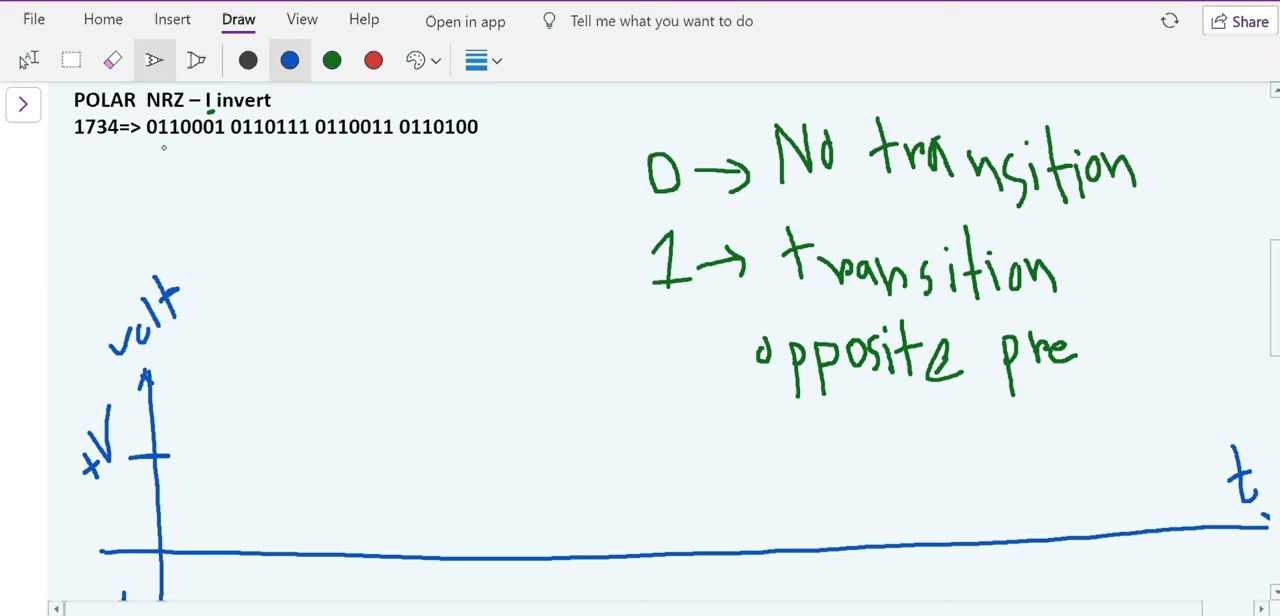 File Home Insert Draw View Help Open in app Tell me what you want to do Share
POLAR NRZ – I invert
1734=> 0110001 0110111 0110011 0110100
0 → No transition
1 → transition
opposite pre
volt
+V
t